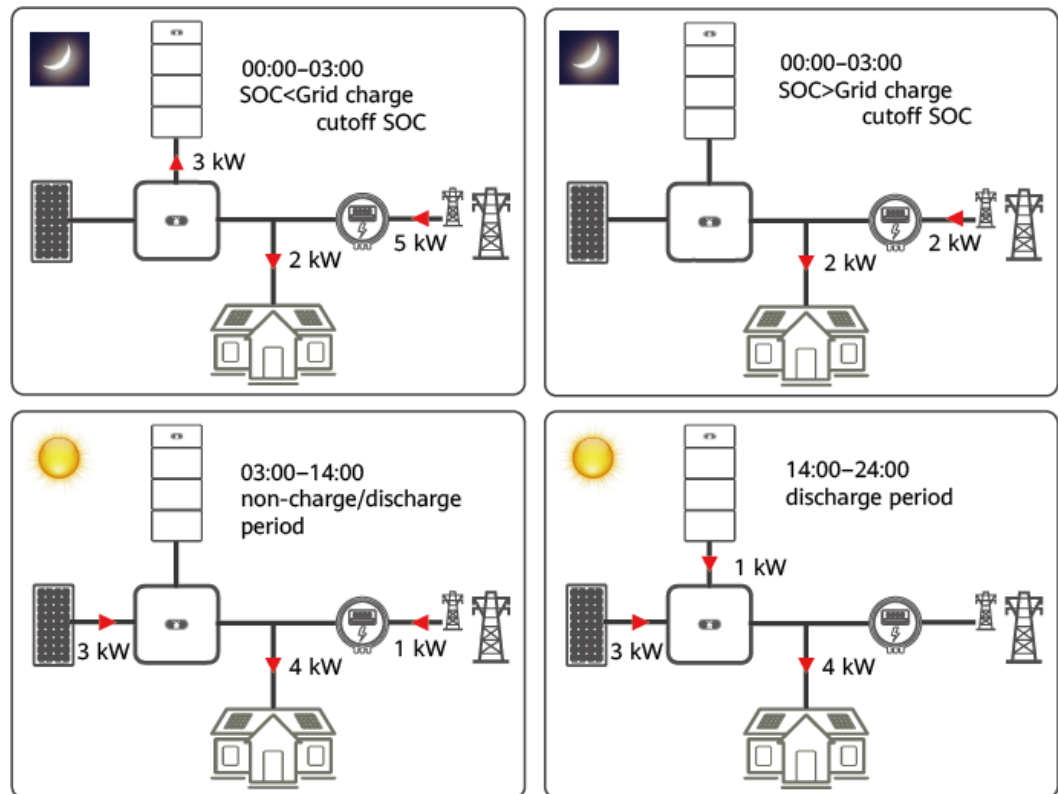 00:00–03:00
SOC<Grid charge
cutoff SOC
3 kW
5 kW
2 kW
00:00–03:00
SOC>Grid charge
cutoff SOC
2 kW
2 kW
03:00–14:00
non-charge/discharge
period
3 kW
1 kW
4 kW
14:00–24:00
discharge period
1 kW
3 kW
4 kW